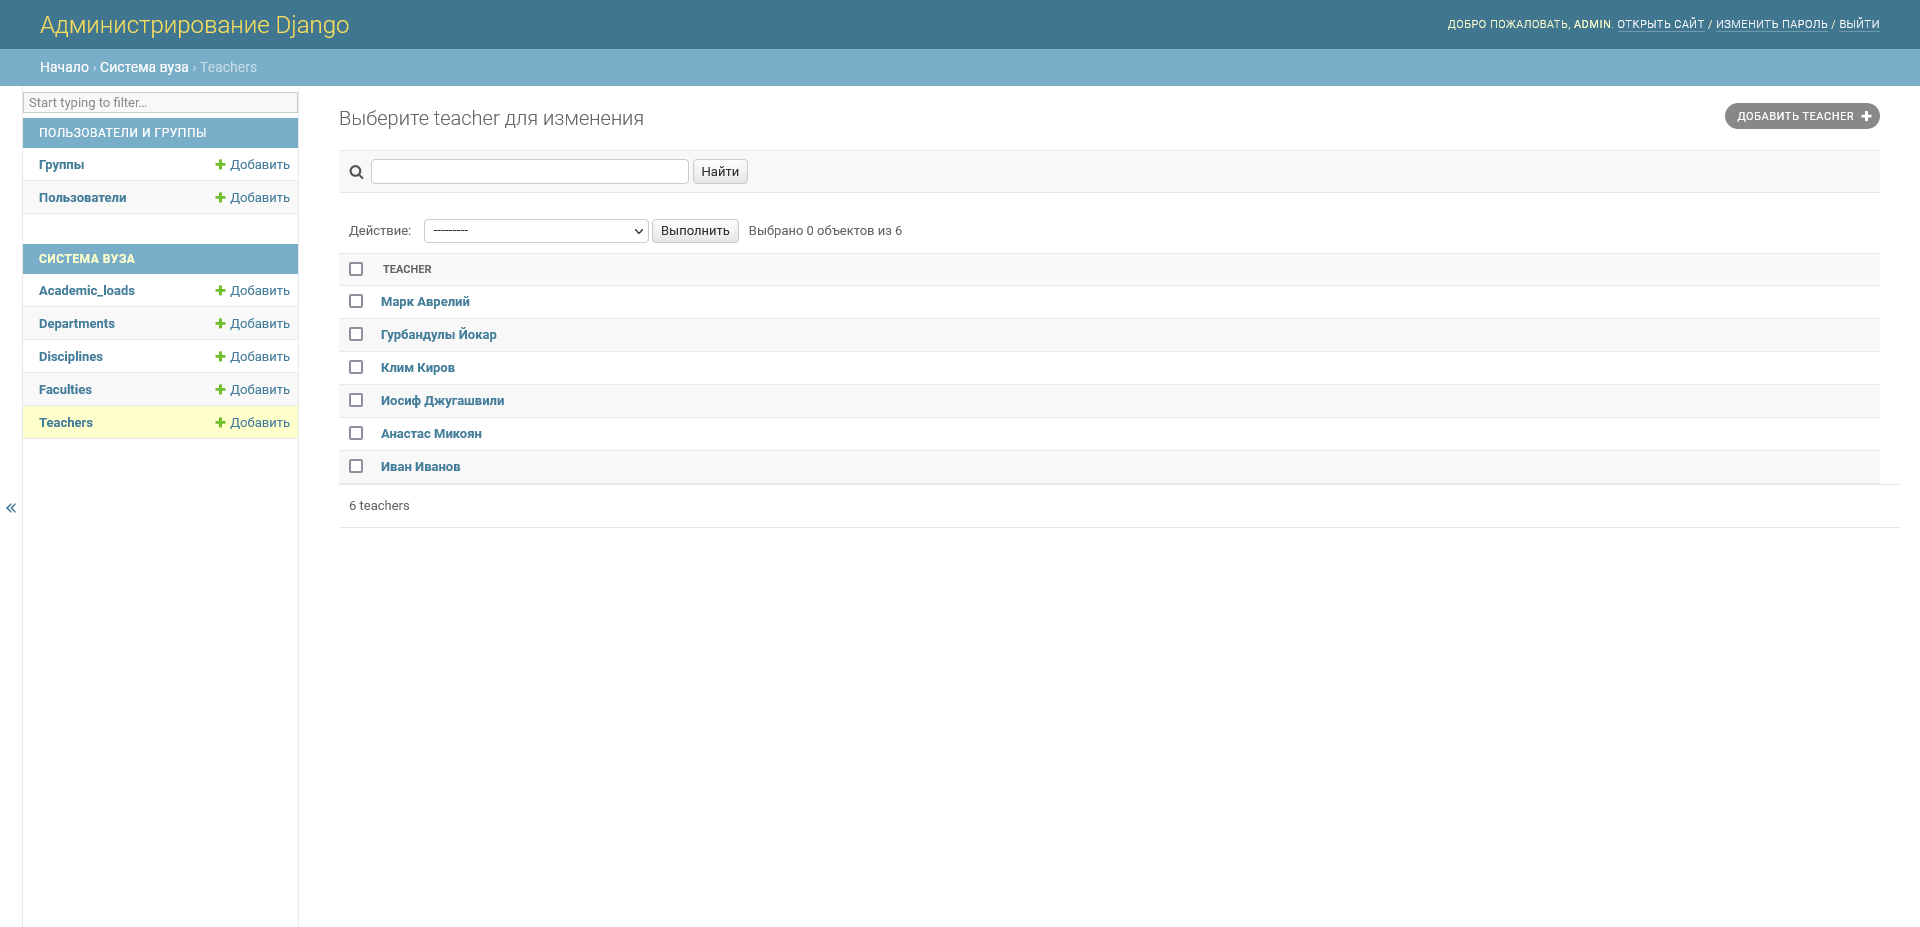 Администрирование Django
ДОБРО ПОЖАЛОВАТЬ, ADMIN. ОТКРЫТЬ САЙТ / ИЗМЕНИТЬ ПАРОЛЬ / ВЫЙТИ
Начало › Система вуза › Teachers
Start typing to filter...
ПОЛЬЗОВАТЕЛИ И ГРУППЫ
Группы Добавить
Пользователи Добавить
СИСТЕМА ВУЗА
Academic_loads Добавить
Departments Добавить
Disciplines Добавить
Faculties Добавить
Teachers Добавить
«
Выберите teacher для изменения
ДОБАВИТЬ TEACHER
Найти
Действие: --------- Выполнить Выбрано 0 объектов из 6
TEACHER
Марк Аврелий
Гурбандулы Йокар
Клим Киров
Иосиф Джугашвили
Анастас Микоян
Иван Иванов
6 teachers